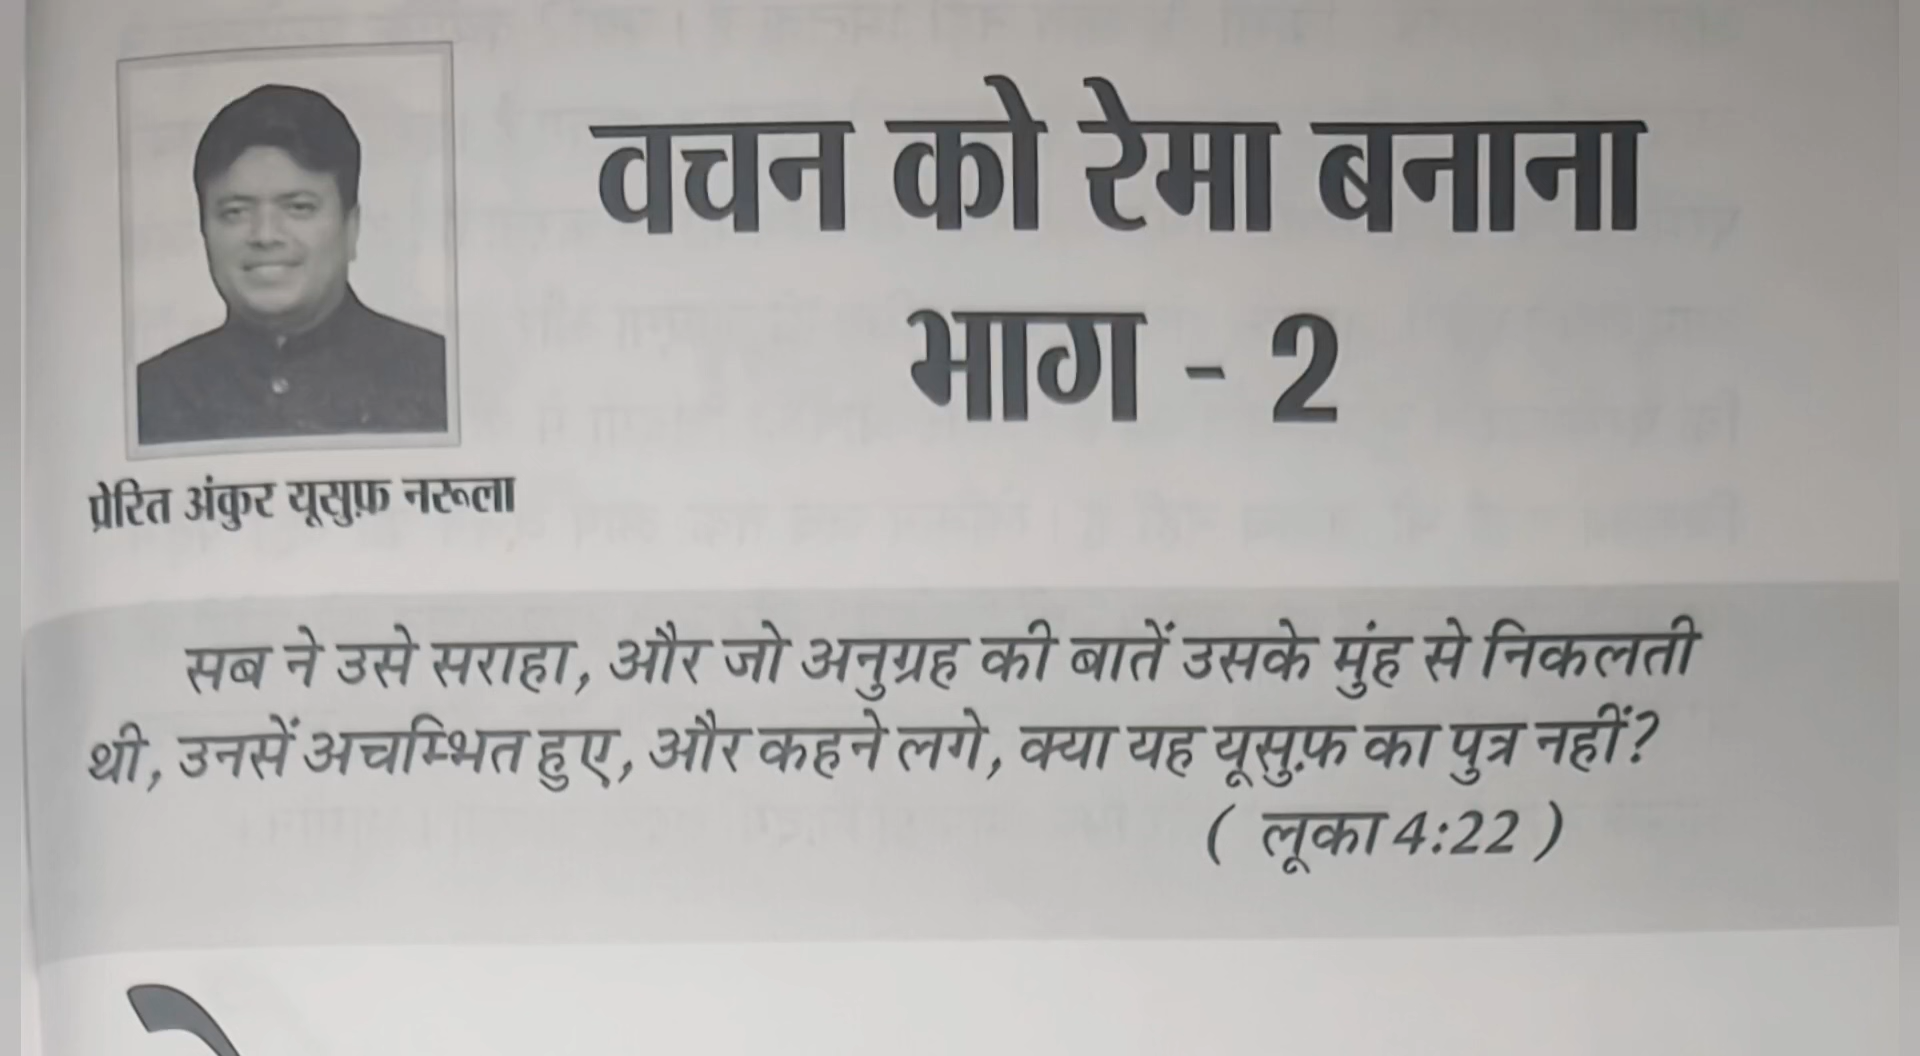 वचन को रेमा बनाना
भाग - 2
प्रेरित अंकुर यूसुफ़ नरूला
सब ने उसे सराहा, और जो अनुग्रह की बातें उसके मुंह से निकलती
थी, उनसें अचम्भित हुए, और कहने लगे, क्या यह यूसुफ़ का पुत्र नहीं?
( लूका 4:22 )